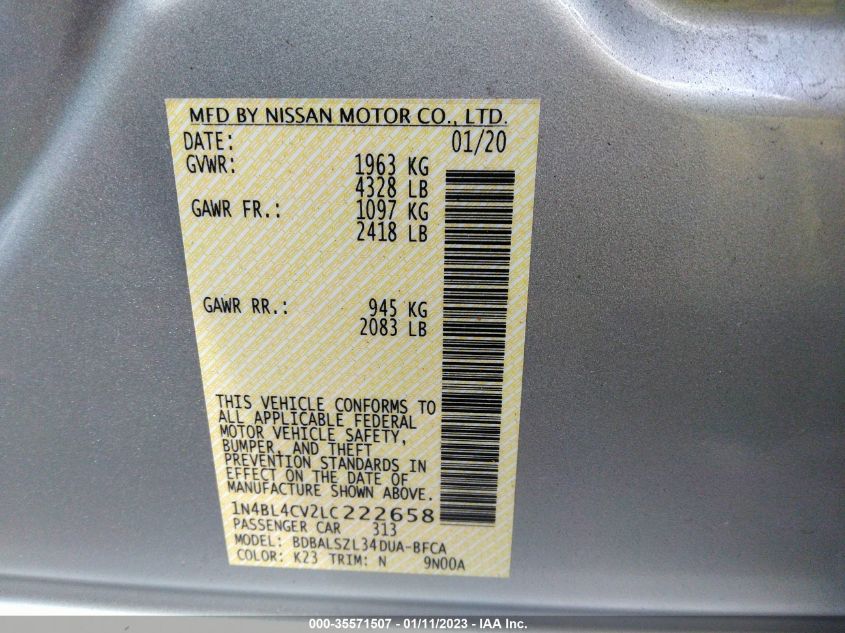 MFD BY NISSAN MOTOR CO., LTD.
DATE: 01/20
GVWR: 1963 KG
4328 LB
GAWR FR.: 1097 KG
2418 LB
GAWR RR.: 945 KG
2083 LB
THIS VEHICLE CONFORMS TO
ALL APPLICABLE FEDERAL
MOTOR VEHICLE SAFETY,
BUMPER, AND THEFT
PREVENTION STANDARDS IN
EFFECT ON THE DATE OF
MANUFACTURE SHOWN ABOVE.
1N4BL4CV2LC222658
PASSENGER CAR 313
MODEL: BDBALSZL34DUA-BFCA
COLOR: K23 TRIM: N 9N00A
000-35571507 - 01/11/2023 - IAA Inc.